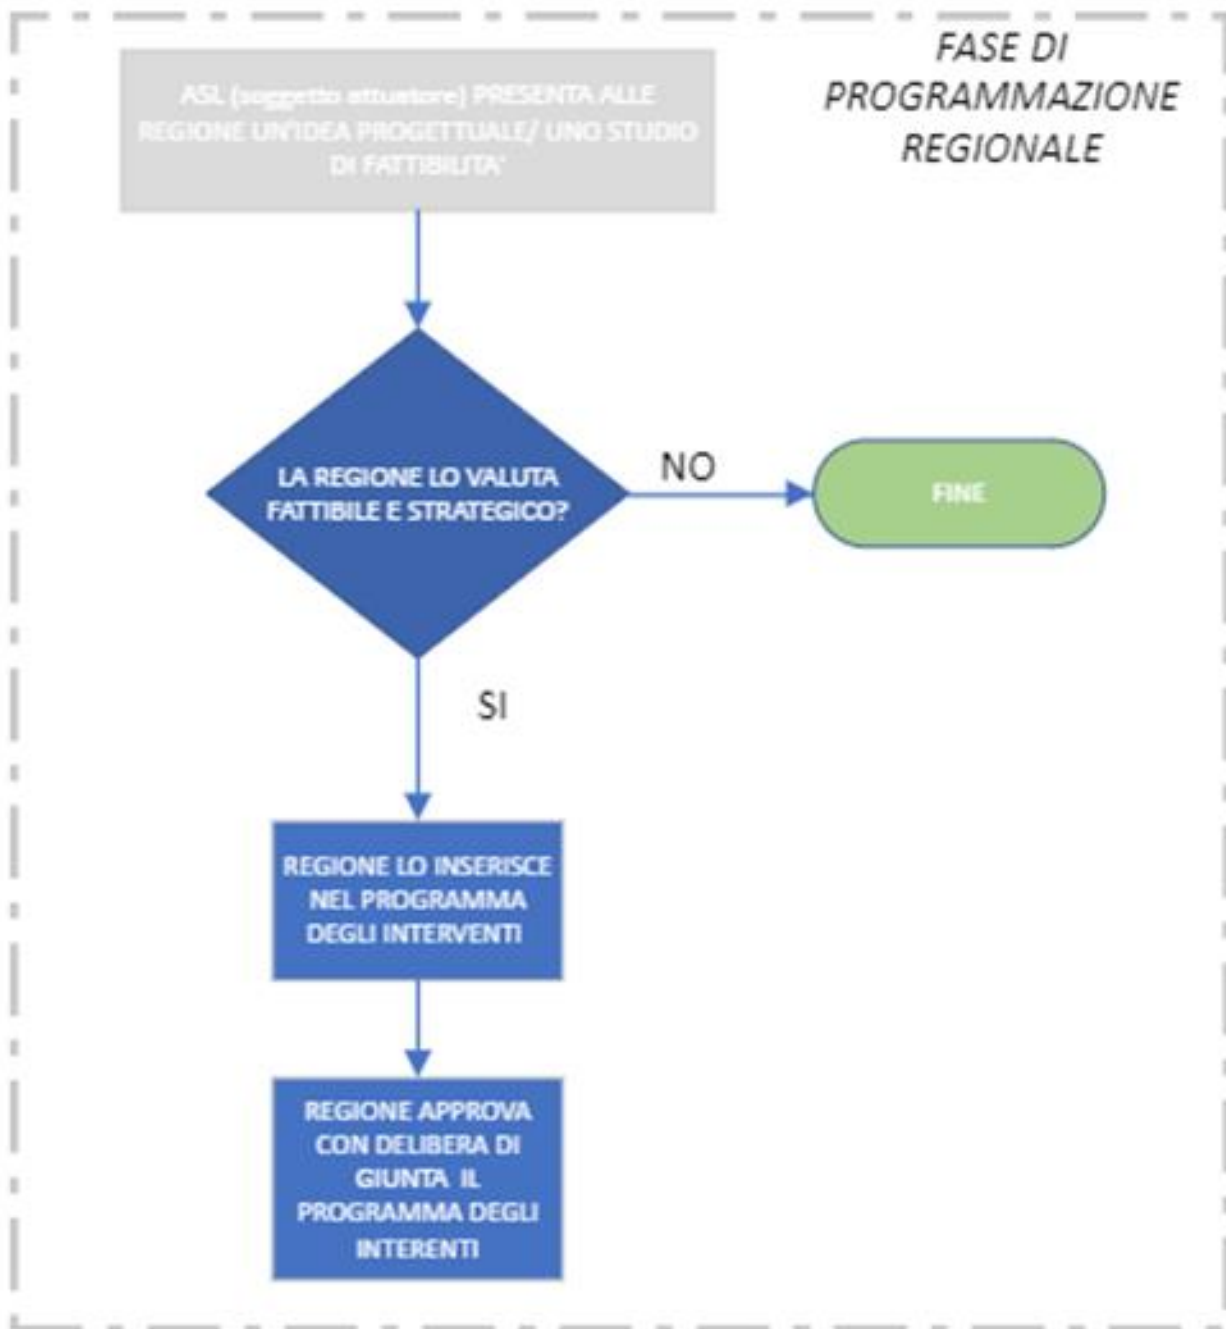 FASE DI
PROGRAMMAZIONE
REGIONALE
ASL (soggetto attuatore) PRESENTA ALLE
REGIONE UN'IDEA PROGETTUALE/ UNO STUDIO
DI FATTIBILITA'
LA REGIONE LO VALUTA
FATTIBILE E STRATEGICO?
NO
FINE
SI
REGIONE LO INSERISCE
NEL PROGRAMMA
DEGLI INTERVENTI
REGIONE APPROVA
CON DELIBERA DI
GIUNTA IL
PROGRAMMA DEGLI
INTERENTI